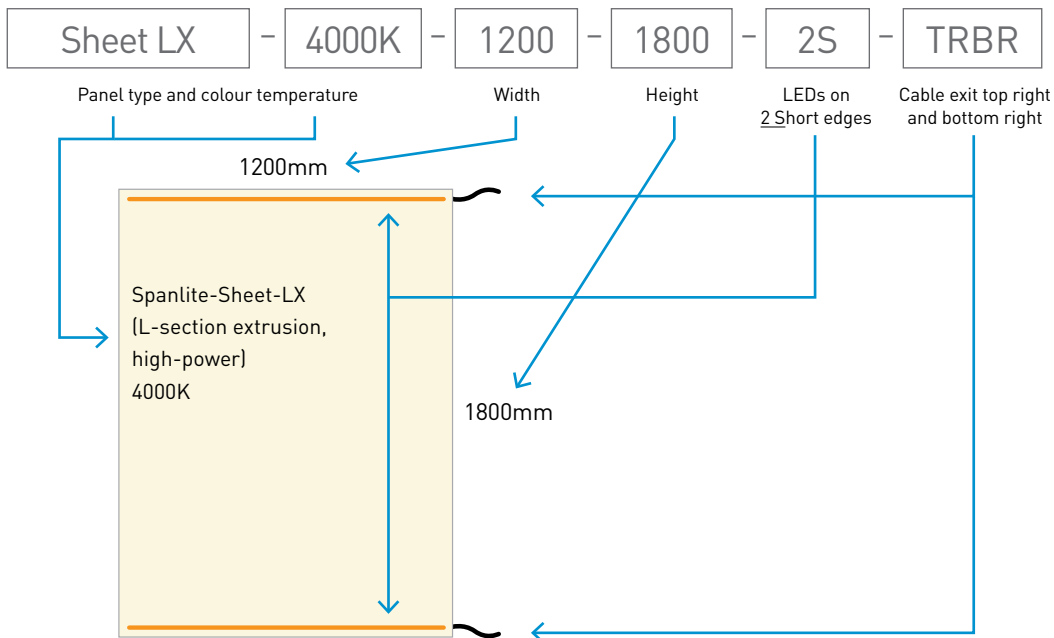 Sheet LX – 4000K – 1200 – 1800 – 2S – TRBR
Panel type and colour temperature
Width
Height
LEDs on
2 Short edges
Cable exit top right
and bottom right
1200mm
Spanlite-Sheet-LX
(L-section extrusion,
high-power)
4000K
1800mm